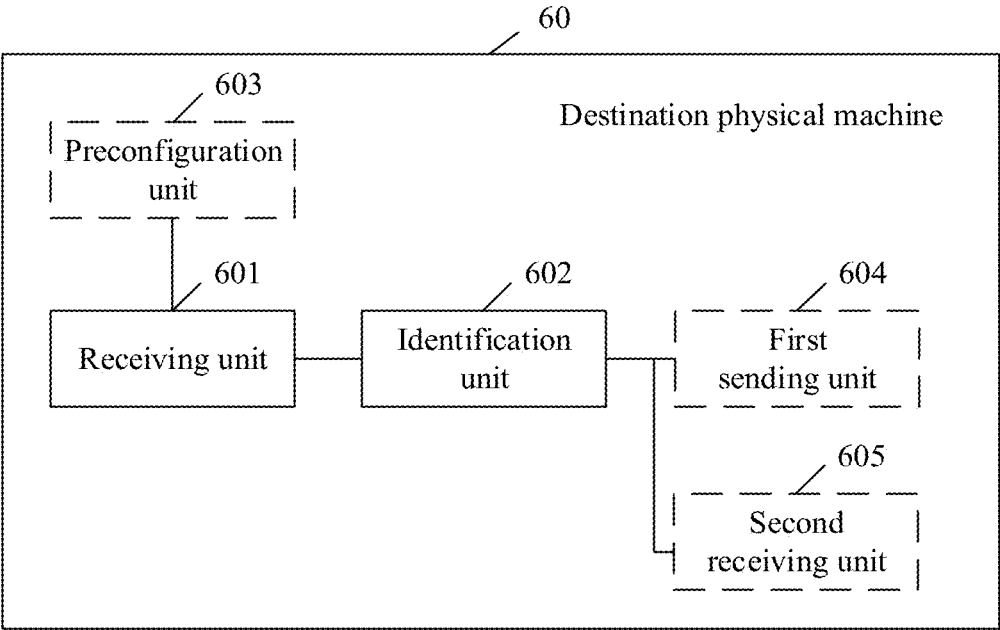 60
603
Destination physical machine
Preconfiguration
unit
601
602
604
Receiving unit
Identification
unit
First
sending unit
605
Second
receiving unit